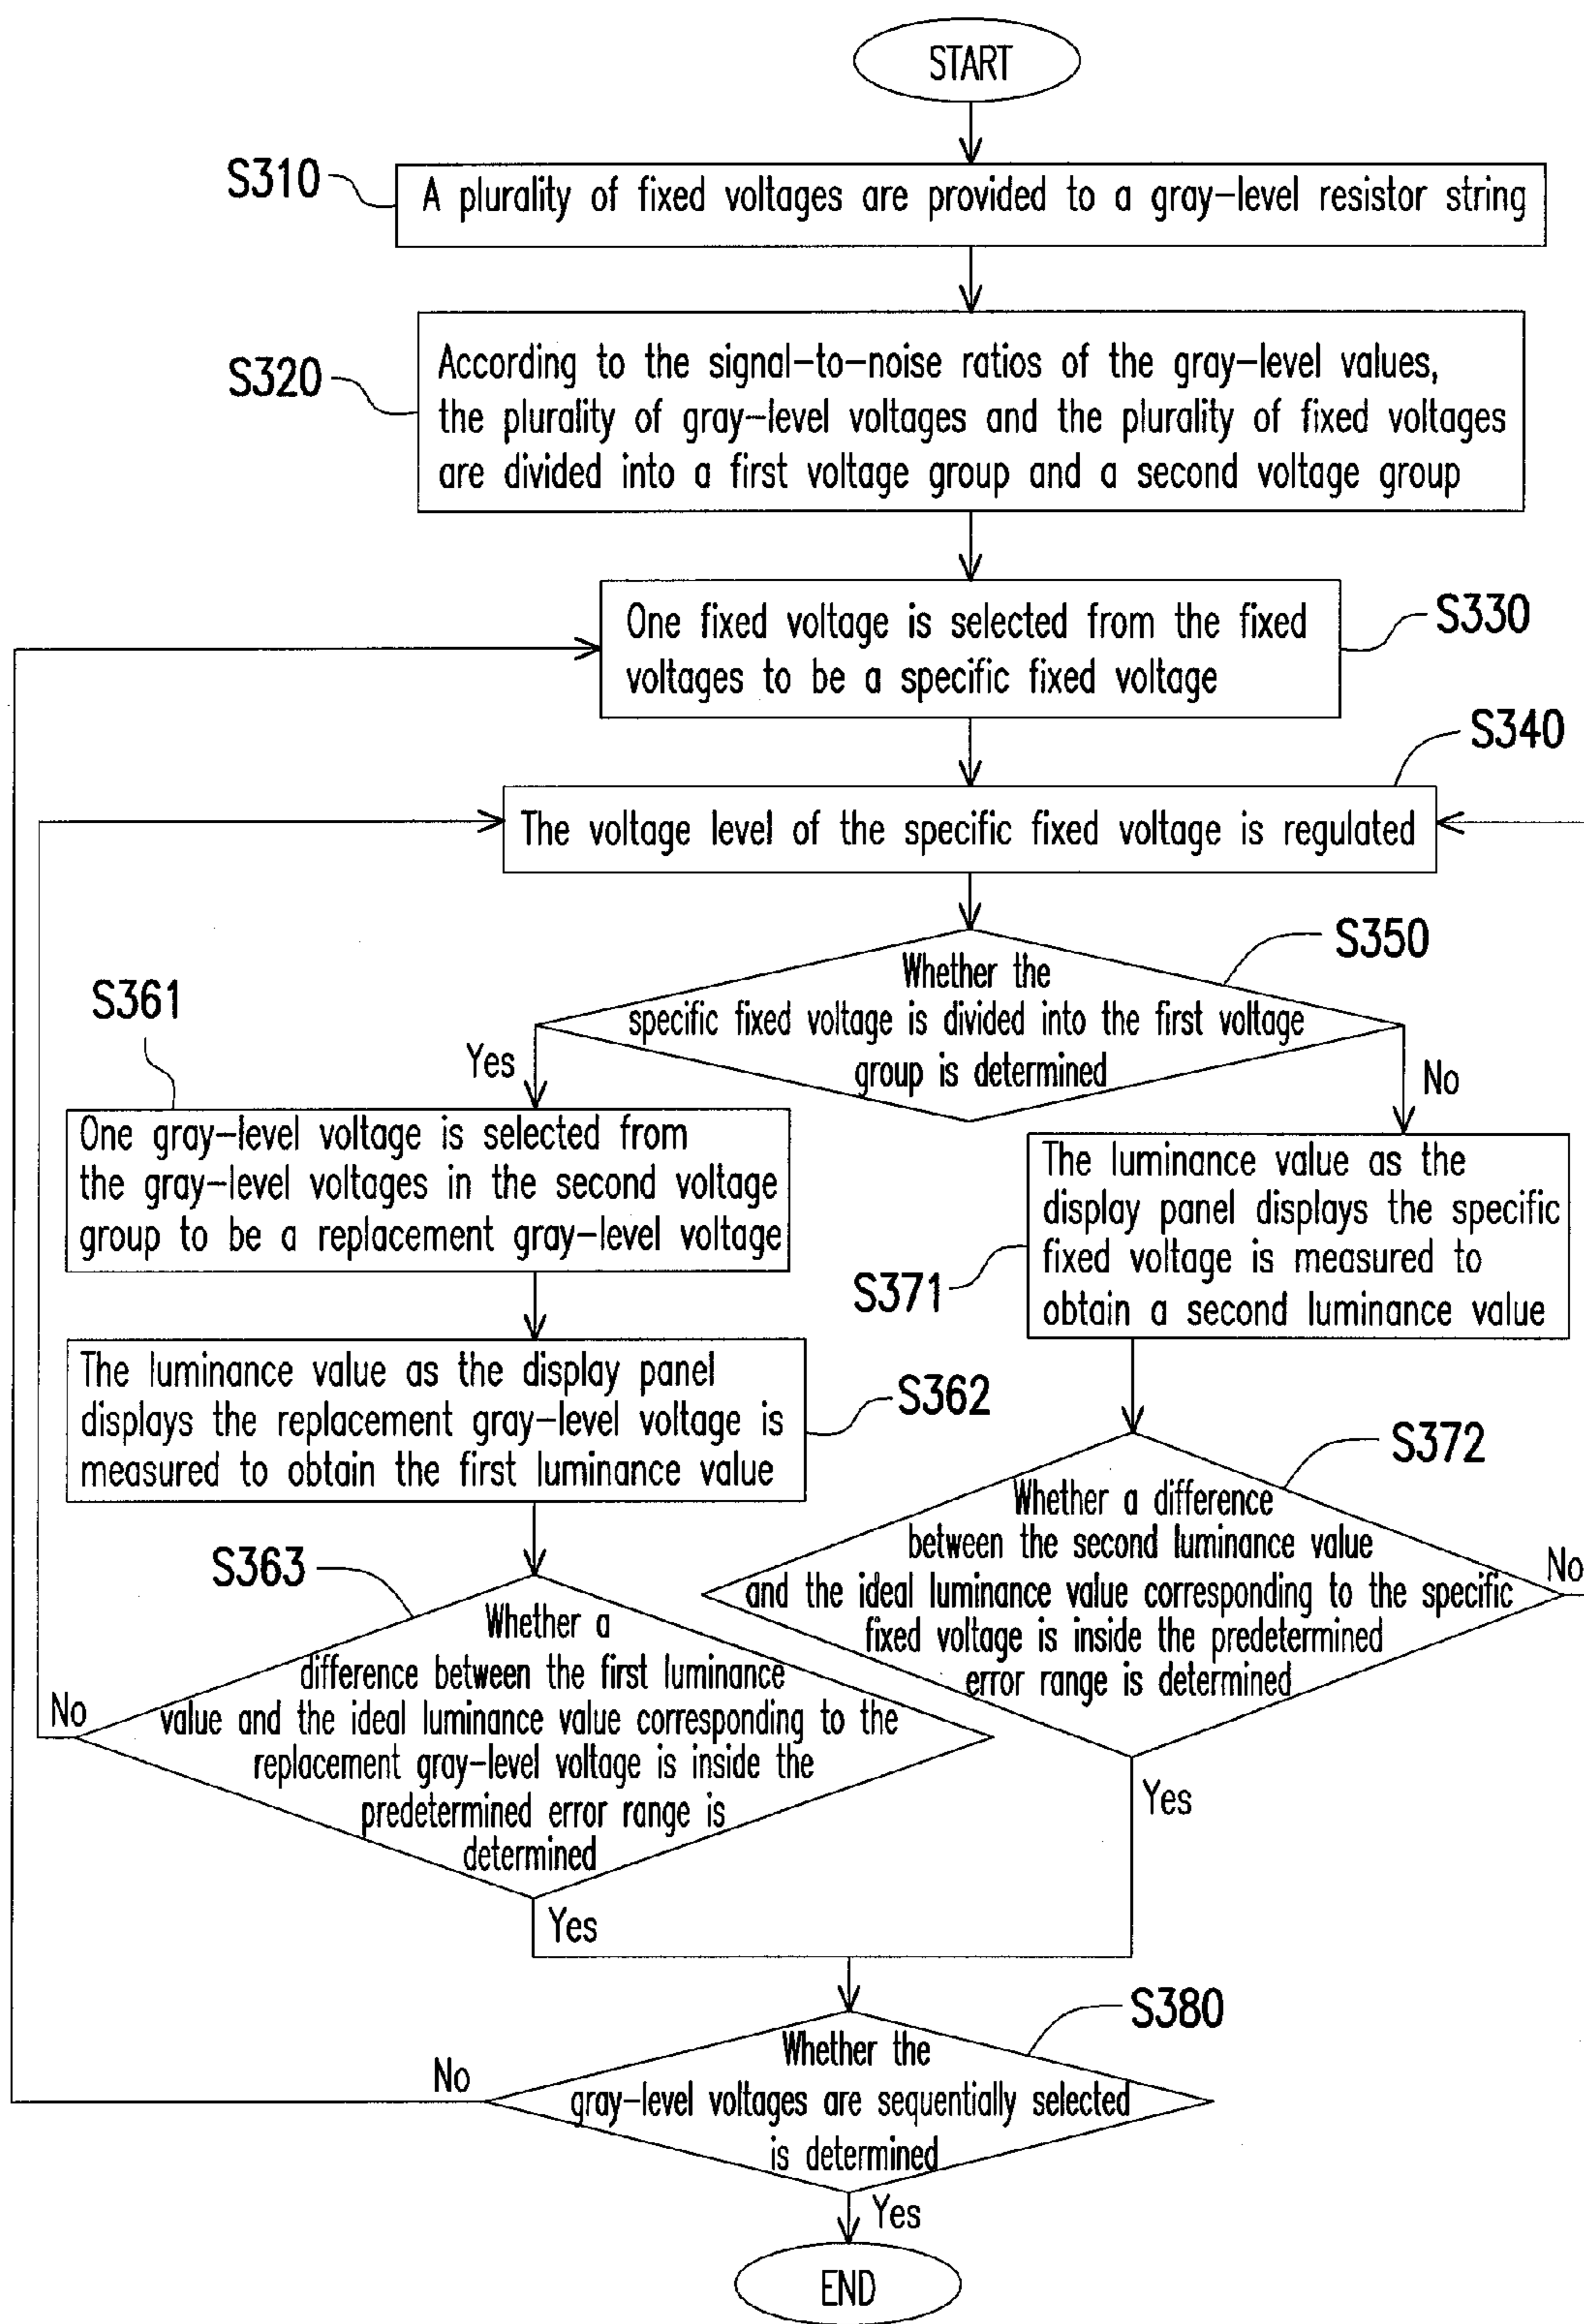 START
S310
A plurality of fixed voltages are provided to a gray-level resistor string
S320
According to the signal-to-noise ratios of the gray-level values,
the plurality of gray-level voltages and the plurality of fixed voltages
are divided into a first voltage group and a second voltage group
One fixed voltage is selected from the fixed
voltages to be a specific fixed voltage
S330
S340
The voltage level of the specific fixed voltage is regulated
S350
Whether the
specific fixed voltage is divided into the first voltage
group is determined
Yes
No
S361
One gray-level voltage is selected from
the gray-level voltages in the second voltage
group to be a replacement gray-level voltage
The luminance value as the
display panel displays the specific
fixed voltage is measured to
obtain a second luminance value
S371
The luminance value as the display panel
displays the replacement gray-level voltage is
measured to obtain the first luminance value
S362
S372
Whether a difference
between the second luminance value
and the ideal luminance value corresponding to the specific
fixed voltage is inside the predetermined
error range is determined
No
Yes
S363
Whether a
difference between the first luminance
value and the ideal luminance value corresponding to the
replacement gray-level voltage is inside the
predetermined error range is
determined
No
Yes
S380
Whether the
gray-level voltages are sequentially selected
is determined
No
Yes
END